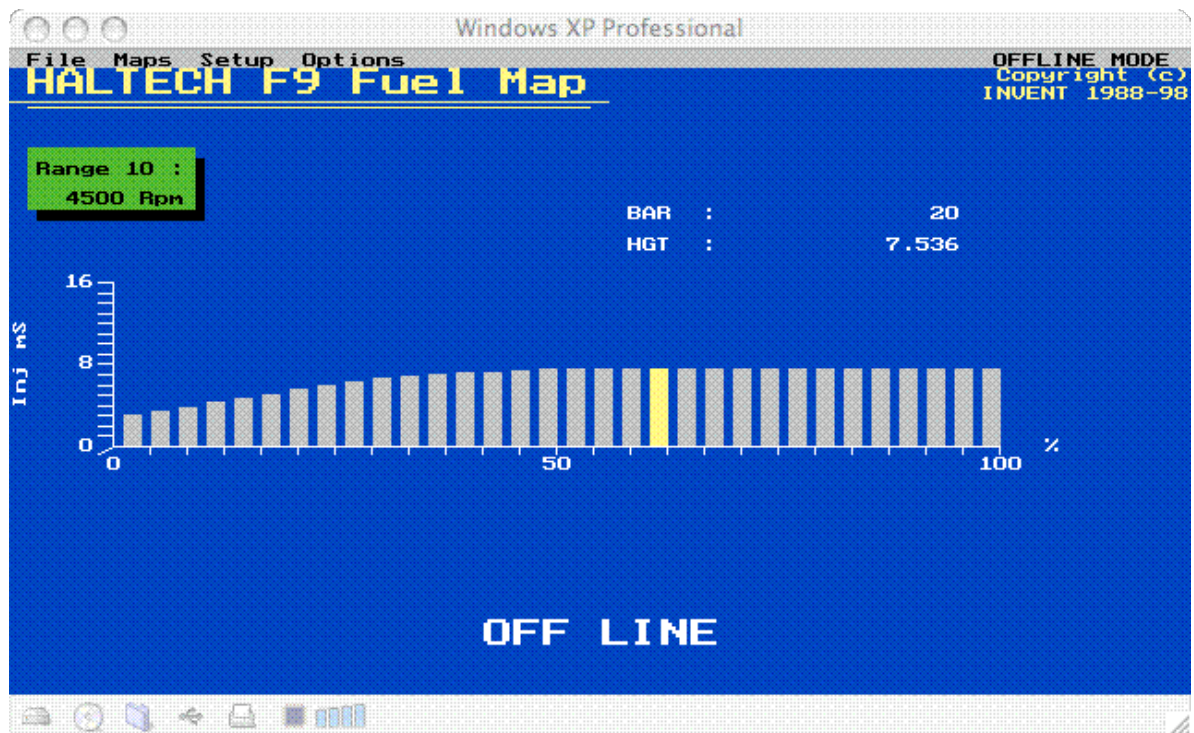 Windows XP Professional
File Maps Setup Options OFFLINE MODE
HALTECH F9 Fuel Map
Copyright (c)
INVENT 1988-98
Range 10 :
4500 Rpm
BAR : 20
HGT : 7.536
16
8
0
Inj mS
0 50 100 %
OFF LINE